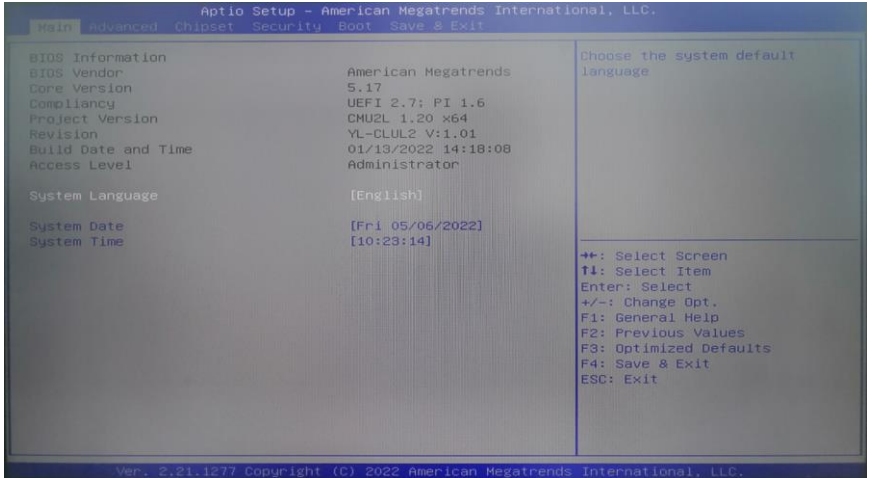 Aptio Setup – American Megatrends International, LLC.
Main Advanced Chipset Security Boot Save & Exit
BIOS Information
BIOS Vendor American Megatrends
Core Version 5.17
Compliancy UEFI 2.7; PI 1.6
Project Version CMU2L 1.20 x64
Revision YL-CLUL2 V:1.01
Build Date and Time 01/13/2022 14:18:08
Access Level Administrator
System Language [English]
System Date [Fri 05/06/2022]
System Time [10:23:14]
Choose the system default
language
→←: Select Screen
↑↓: Select Item
Enter: Select
+/-: Change Opt.
F1: General Help
F2: Previous Values
F3: Optimized Defaults
F4: Save & Exit
ESC: Exit
Ver. 2.21.1277 Copyright (C) 2022 American Megatrends International, LLC.